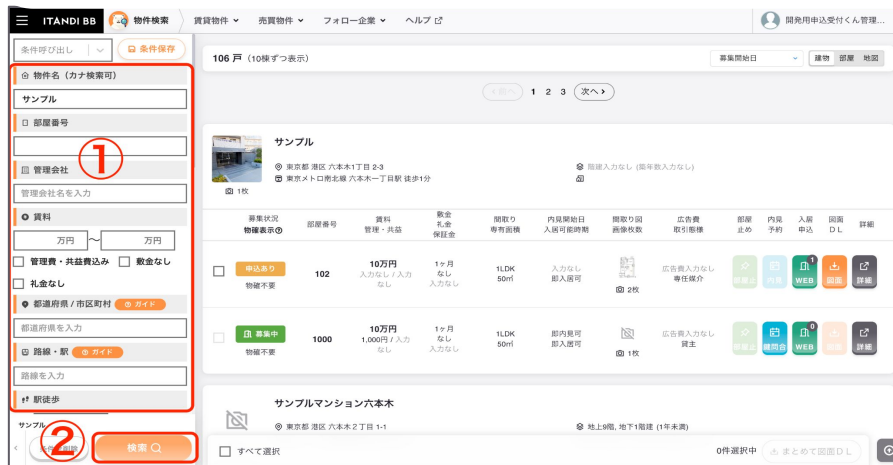 ITANDI BB
物件検索
賃貸物件
売買物件
フォロー企業
ヘルプ
開発用申込受付くん管理...
条件呼び出し
条件保存
物件名（カナ検索可）
サンプル
部屋番号
①
管理会社
管理会社名を入力
賃料
万円 〜 万円
管理費・共益費込み 敷金なし
礼金なし
都道府県 / 市区町村 ガイド
都道府県を入力
路線・駅 ガイド
路線を入力
駅徒歩
サンプル
②
検索
106 戸（10棟ずつ表示）
募集開始日
建物 部屋 地図
1 2 3 次へ
サンプル
東京都 港区 六本木1丁目 2-3
階建入力なし (築年数入力なし)
東京メトロ南北線 六本木一丁目駅 徒歩1分
1枚
募集状況 物確表示 部屋番号 賃料 管理・共益 敷金 礼金 保証金 間取り 専有面積 内見開始日 入居可能時期 間取り図 画像枚数 広告費 取引態様 部屋止め 内見予約 入居申込 図面DL 詳細
申込あり 物確不要 102 10万円 入力なし / 入力なし 1ヶ月 なし 入力なし 1LDK 50㎡ 入力なし 即入居可 2枚 広告費入力なし 専任媒介 内見 1 WEB 図面 詳細
募集中 物確不要 1000 10万円 1,000円 / 入力なし 1ヶ月 なし 入力なし 1LDK 50㎡ 即内見可 即入居可 1枚 広告費入力なし 貸主 0 WEB 詳細
サンプルマンション六本木
東京都 港区 六本木２丁目 1-1
地上9階, 地下1階建 (1年未満)
すべて選択
0件選択中
まとめて図面ＤＬ